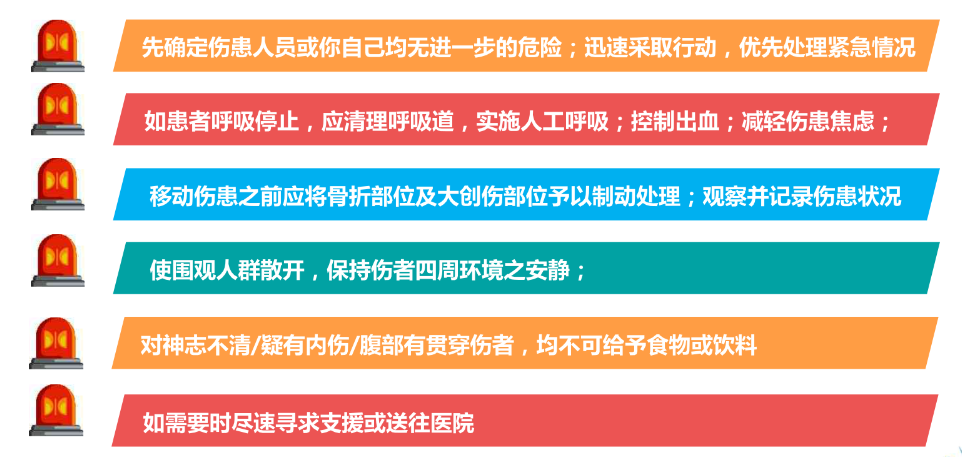 先确定伤患人员或你自己均无进一步的危险；迅速采取行动，优先处理紧急情况
如患者呼吸停止，应清理呼吸道，实施人工呼吸；控制出血；减轻伤患焦虑；
移动伤患之前应将骨折部位及大创伤部位予以制动处理；观察并记录伤患状况
使围观人群散开，保持伤者四周环境之安静；
对神志不清/疑有内伤/腹部有贯穿伤者，均不可给予食物或饮料
如需要时尽速寻求支援或送往医院